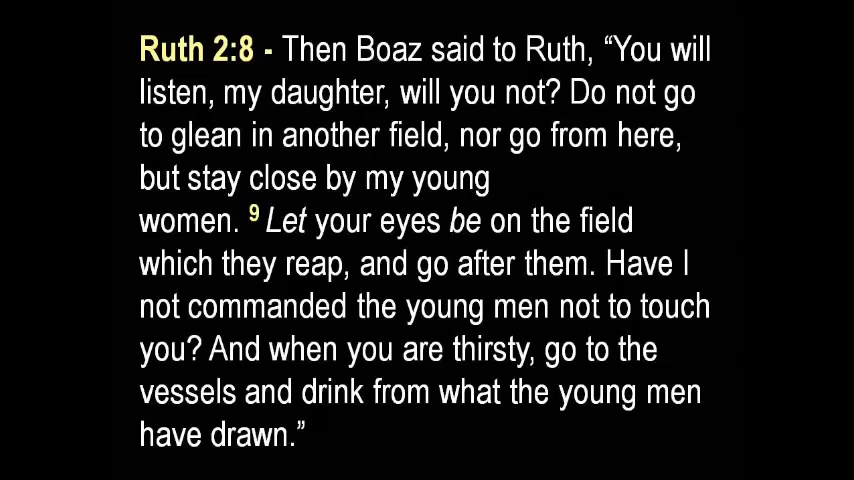 Ruth 2:8 - Then Boaz said to Ruth, “You will
listen, my daughter, will you not? Do not go
to glean in another field, nor go from here,
but stay close by my young
women. 9 Let your eyes be on the field
which they reap, and go after them. Have I
not commanded the young men not to touch
you? And when you are thirsty, go to the
vessels and drink from what the young men
have drawn.”